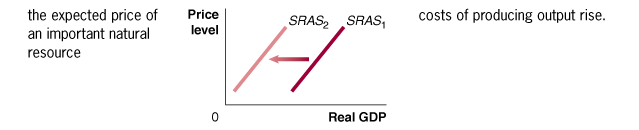 the expected price of
an important natural
resource
Price
level
SRAS2
SRAS1
0
Real GDP
costs of producing output rise.